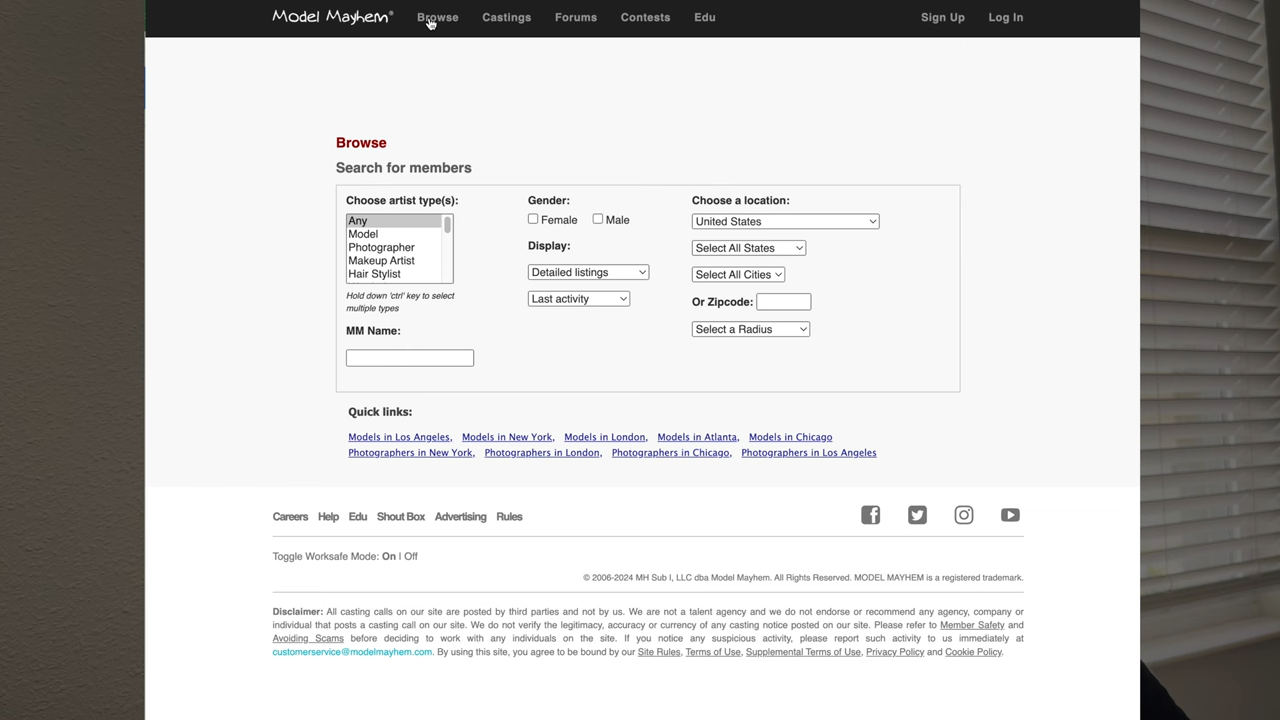 Model Mayhem® Browse Castings Forums Contests Edu Sign Up Log In
Browse
Search for members
Choose artist type(s):
Any
Model
Photographer
Makeup Artist
Hair Stylist
Hold down 'ctrl' key to select
multiple types
MM Name:
Gender:
Female Male
Display:
Detailed listings
Last activity
Choose a location:
United States
Select All States
Select All Cities
Or Zipcode:
Select a Radius
Quick links:
Models in Los Angeles, Models in New York, Models in London, Models in Atlanta, Models in Chicago
Photographers in New York, Photographers in London, Photographers in Chicago, Photographers in Los Angeles
Careers Help Edu Shout Box Advertising Rules
Toggle Worksafe Mode: On | Off
© 2006-2024 MH Sub I, LLC dba Model Mayhem. All Rights Reserved. MODEL MAYHEM is a registered trademark.
Disclaimer: All casting calls on our site are posted by third parties and not by us. We are not a talent agency and we do not endorse or recommend any agency, company or
individual that posts a casting call on our site. We do not verify the legitimacy, accuracy or currency of any casting notice posted on our site. Please refer to Member Safety and
Avoiding Scams before deciding to work with any individuals on the site. If you notice any suspicious activity, please report such activity to us immediately at
customerservice@modelmayhem.com. By using this site, you agree to be bound by our Site Rules, Terms of Use, Supplemental Terms of Use, Privacy Policy and Cookie Policy.